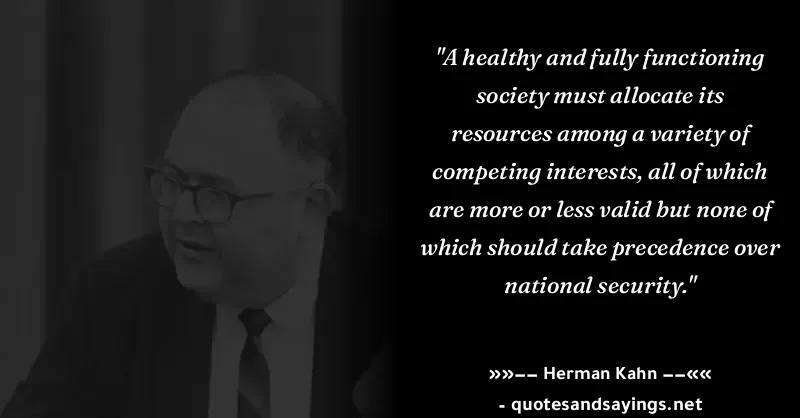 "A healthy and fully functioning
society must allocate its
resources among a variety of
competing interests, all of which
are more or less valid but none of
which should take precedence over
national security."
»»–– Herman Kahn ––««
- quotesandsayings.net